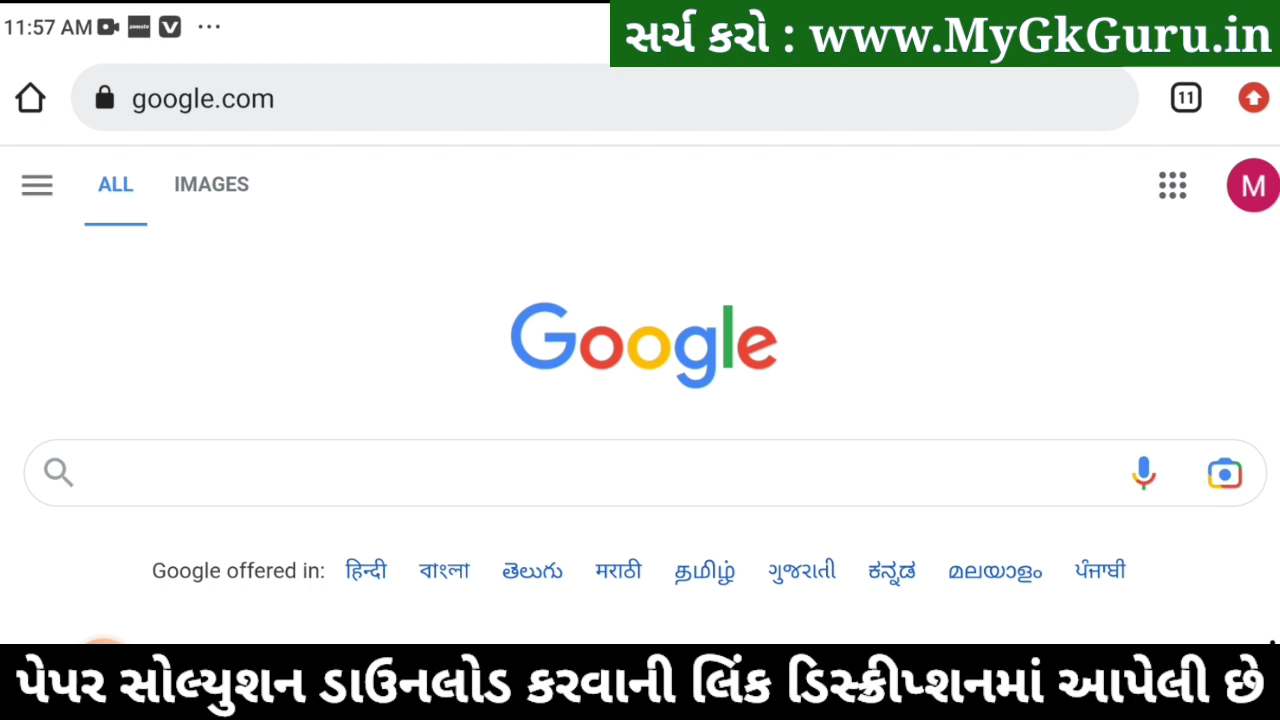 11:57 AM
સર્ચ કરો : www.MyGkGuru.in
google.com
11
ALL IMAGES
M
Google
Google offered in: हिन्दी বাংলা తెలుగు मराठी தமிழ் ગુજરાતી ಕನ್ನಡ മലയാളം ਪੰਜਾਬੀ
પેપર સોલ્યુશન ડાઉનલોડ કરવાની લિંક ડિસ્ક્રીપ્શનમાં આપેલી છે